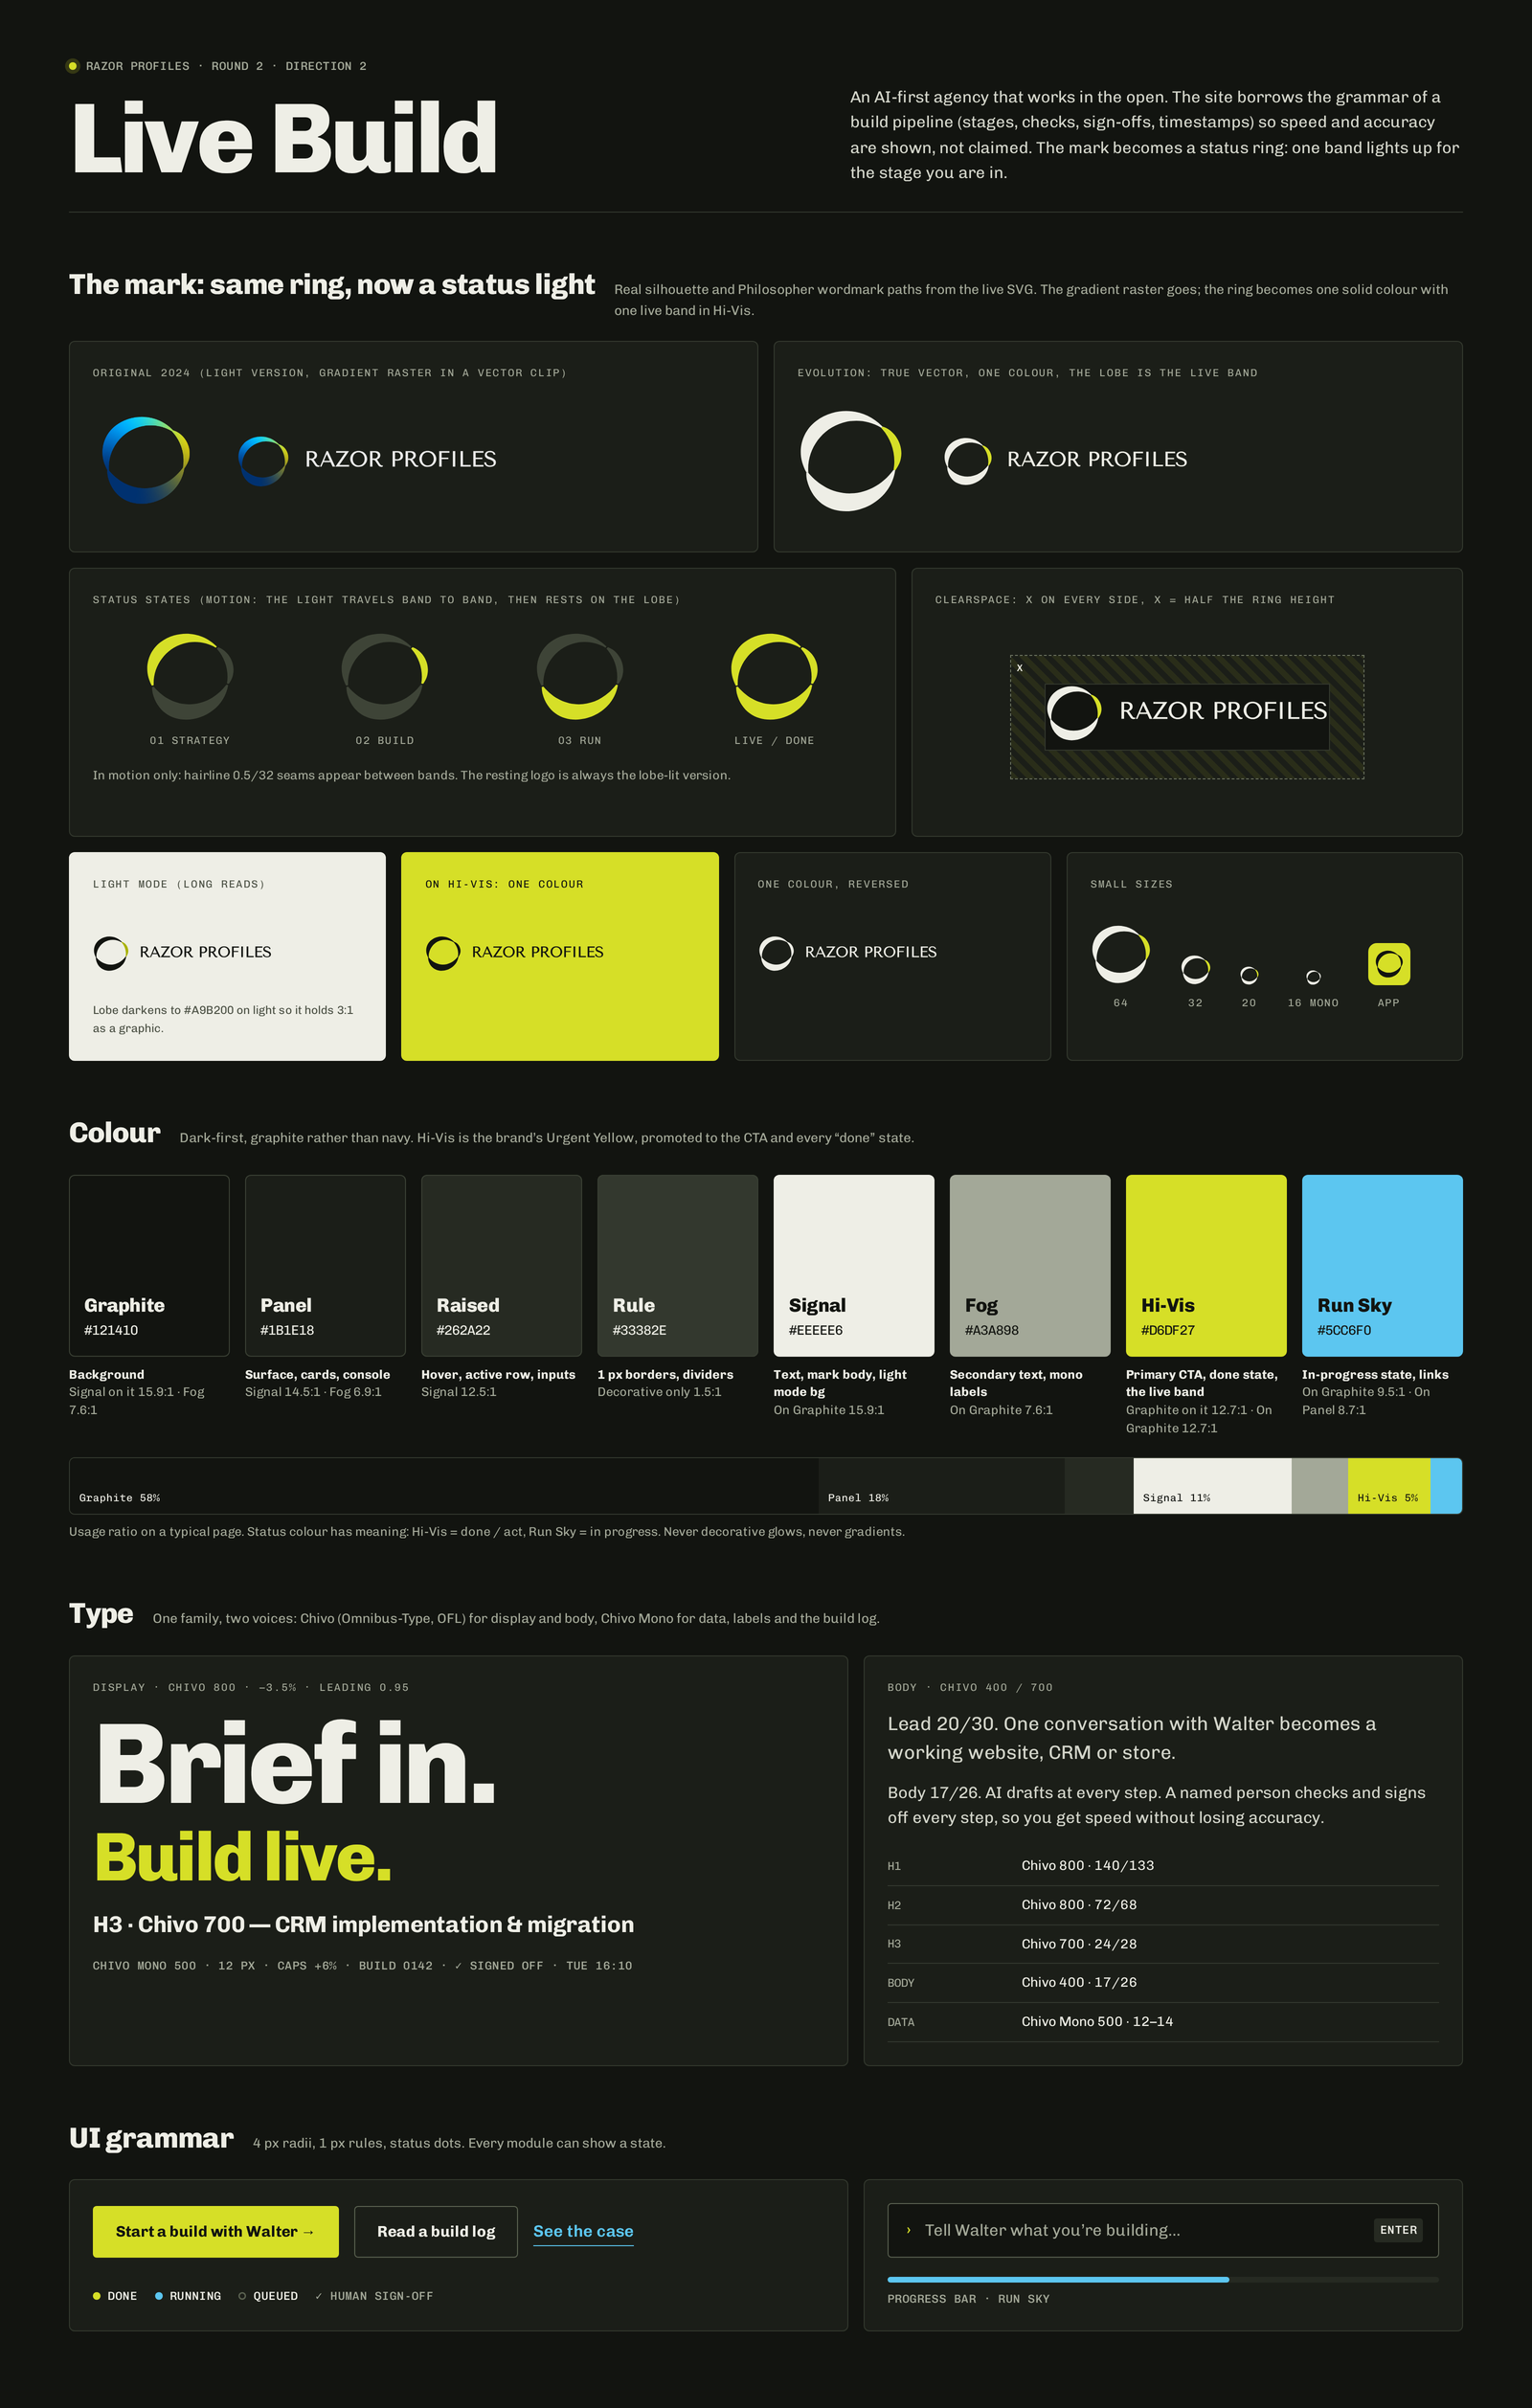 RAZOR PROFILES · ROUND 2 · DIRECTION 2
Live Build
An AI-first agency that works in the open. The site borrows the grammar of a
build pipeline (stages, checks, sign-offs, timestamps) so speed and accuracy
are shown, not claimed. The mark becomes a status ring: one band lights up for
the stage you are in.
The mark: same ring, now a status light
Real silhouette and Philosopher wordmark paths from the live SVG. The gradient raster goes; the ring becomes one solid colour with
one live band in Hi-Vis.
ORIGINAL 2024 (LIGHT VERSION, GRADIENT RASTER IN A VECTOR CLIP)
RAZOR PROFILES
EVOLUTION: TRUE VECTOR, ONE COLOUR, THE LOBE IS THE LIVE BAND
RAZOR PROFILES
STATUS STATES (MOTION: THE LIGHT TRAVELS BAND TO BAND, THEN RESTS ON THE LOBE)
01 STRATEGY
02 BUILD
03 RUN
LIVE / DONE
In motion only: hairline 0.5/32 seams appear between bands. The resting logo is always the lobe-lit version.
CLEARSPACE: X ON EVERY SIDE, X = HALF THE RING HEIGHT
X
RAZOR PROFILES
LIGHT MODE (LONG READS)
RAZOR PROFILES
Lobe darkens to #A9B200 on light so it holds 3:1
as a graphic.
ON HI-VIS: ONE COLOUR
RAZOR PROFILES
ONE COLOUR, REVERSED
RAZOR PROFILES
SMALL SIZES
64
32
20
16 MONO
APP
Colour
Dark-first, graphite rather than navy. Hi-Vis is the brand's Urgent Yellow, promoted to the CTA and every “done” state.
Graphite
#121410
Background
Signal on it 15.9:1 · Fog
7.6:1
Panel
#1B1E18
Surface, cards, console
Signal 14.5:1 · Fog 6.9:1
Raised
#262A22
Hover, active row, inputs
Signal 12.5:1
Rule
#33382E
1 px borders, dividers
Decorative only 1.5:1
Signal
#EEEEE6
Text, mark body, light
mode bg
On Graphite 15.9:1
Fog
#A3A898
Secondary text, mono
labels
On Graphite 7.6:1
Hi-Vis
#D6DF27
Primary CTA, done state,
the live band
Graphite on it 12.7:1 · On
Graphite 12.7:1
Run Sky
#5CC6F0
In-progress state, links
On Graphite 9.5:1 · On
Panel 8.7:1
Graphite 58%
Panel 18%
Signal 11%
Hi-Vis 5%
Usage ratio on a typical page. Status colour has meaning: Hi-Vis = done / act, Run Sky = in progress. Never decorative glows, never gradients.
Type
One family, two voices: Chivo (Omnibus-Type, OFL) for display and body, Chivo Mono for data, labels and the build log.
DISPLAY · CHIVO 800 · −3.5% · LEADING 0.95
Brief in.
Build live.
H3 · Chivo 700 — CRM implementation & migration
CHIVO MONO 500 · 12 PX · CAPS +6% · BUILD 0142 · ✓ SIGNED OFF · TUE 16:10
BODY · CHIVO 400 / 700
Lead 20/30. One conversation with Walter becomes a
working website, CRM or store.
Body 17/26. AI drafts at every step. A named person checks and signs
off every step, so you get speed without losing accuracy.
H1 Chivo 800 · 140/133
H2 Chivo 800 · 72/68
H3 Chivo 700 · 24/28
BODY Chivo 400 · 17/26
DATA Chivo Mono 500 · 12–14
UI grammar
4 px radii, 1 px rules, status dots. Every module can show a state.
Start a build with Walter →
Read a build log
See the case
DONE
RUNNING
QUEUED
✓ HUMAN SIGN-OFF
› Tell Walter what you're building...
ENTER
PROGRESS BAR · RUN SKY